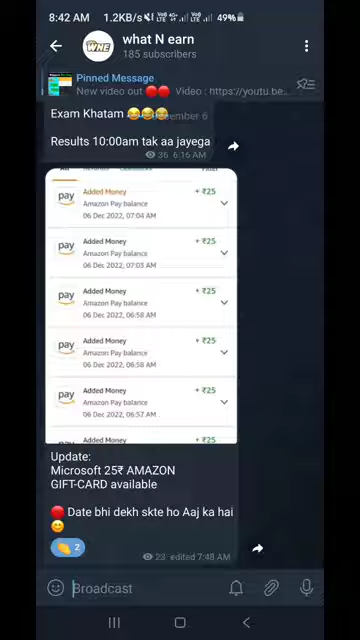 8:42 AM 1.2KB/s 49%
what N earn
185 subscribers
Pinned Message
New video out 🔴🔴 Video : https://youtu.be...
Exam Khatam 😂😂😂
Results 10:00am tak aa jayega
36 6:16 AM
Added Money + ₹25
Amazon Pay balance
06 Dec 2022, 07:04 AM
Added Money + ₹25
Amazon Pay balance
06 Dec 2022, 07:03 AM
Added Money + ₹25
Amazon Pay balance
06 Dec 2022, 06:58 AM
Added Money + ₹25
Amazon Pay balance
06 Dec 2022, 06:58 AM
Added Money + ₹25
Amazon Pay balance
06 Dec 2022, 06:57 AM
Added Money + ₹25
Update:
Microsoft 25₹ AMAZON
GIFT-CARD available
🔴 Date bhi dekh skte ho Aaj ka hai
😊
👏 2
23 edited 7:48 AM
Broadcast